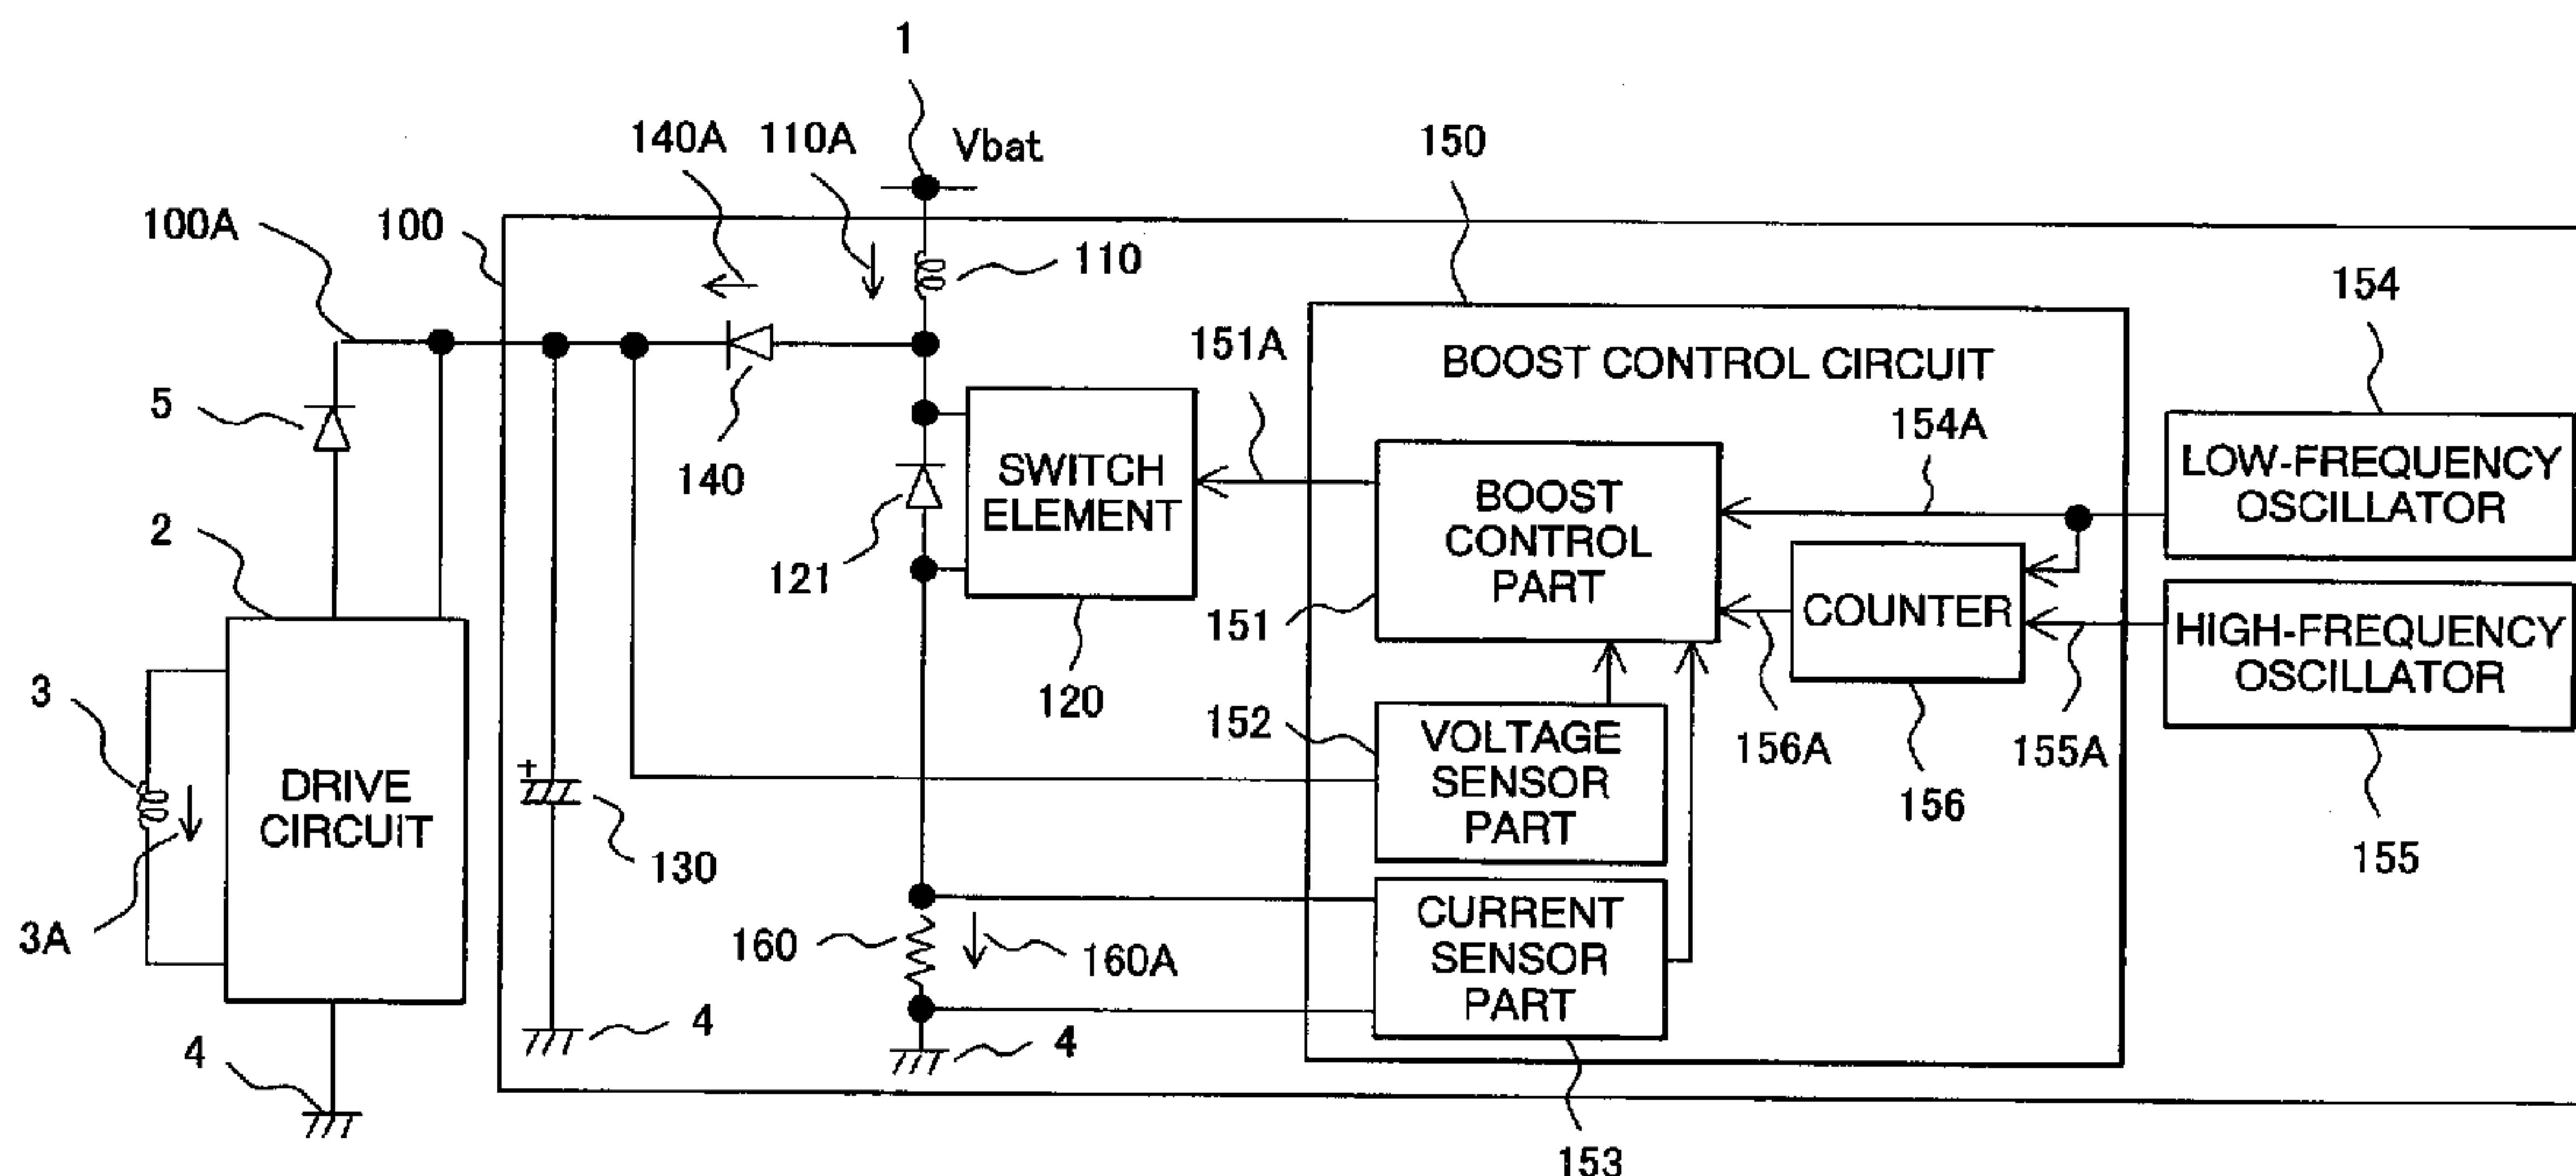 1
Vbat
140A
110A
150
100A
100
110
154
151A
BOOST CONTROL CIRCUIT
154A
5
140
SWITCH
ELEMENT
BOOST
CONTROL
PART
LOW-FREQUENCY
OSCILLATOR
2
121
COUNTER
HIGH-FREQUENCY
OSCILLATOR
151
120
3
152
VOLTAGE
SENSOR
PART
156A
155A
156
DRIVE
CIRCUIT
130
155
3A
160
160A
CURRENT
SENSOR
PART
4
4
4
153